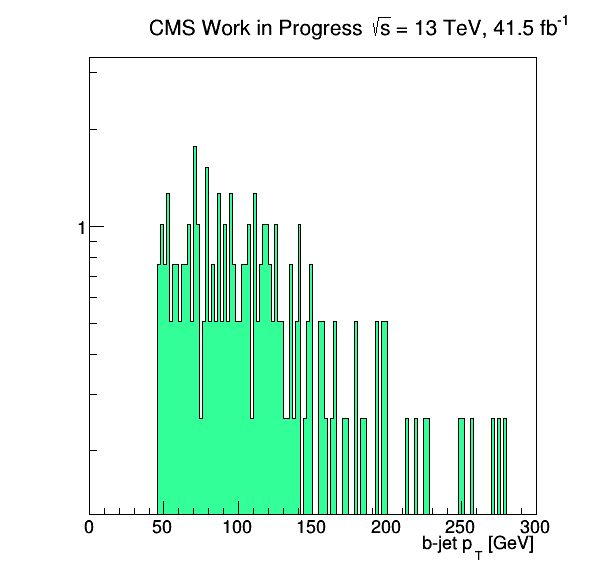 CMS Work in Progress √s = 13 TeV, 41.5 fb⁻¹
1
0 50 100 150 200 250 300
b-jet p_T [GeV]